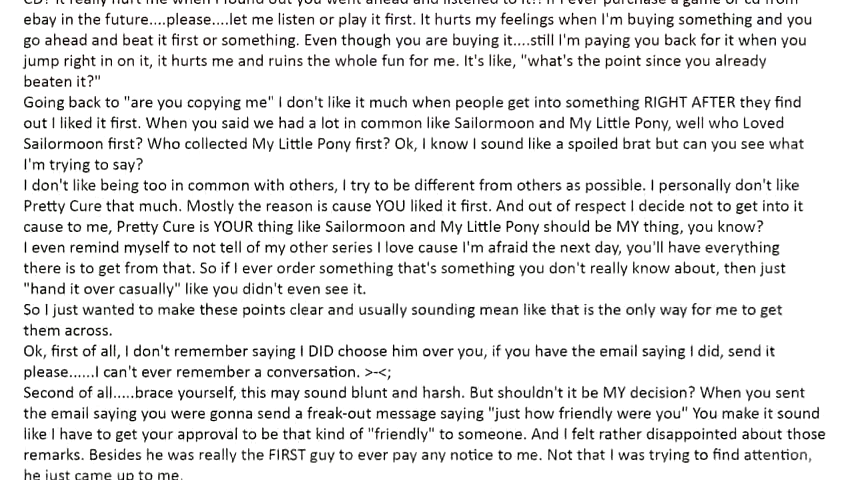 CD? It really hurt me when I found out you went ahead and listened to it!! If I ever purchase a game or cd from
ebay in the future....please....let me listen or play it first. It hurts my feelings when I'm buying something and you
go ahead and beat it first or something. Even though you are buying it....still I'm paying you back for it when you
jump right in on it, it hurts me and ruins the whole fun for me. It's like, "what's the point since you already
beaten it?"
Going back to "are you copying me" I don't like it much when people get into something RIGHT AFTER they find
out I liked it first. When you said we had a lot in common like Sailormoon and My Little Pony, well who Loved
Sailormoon first? Who collected My Little Pony first? Ok, I know I sound like a spoiled brat but can you see what
I'm trying to say?
I don't like being too in common with others, I try to be different from others as possible. I personally don't like
Pretty Cure that much. Mostly the reason is cause YOU liked it first. And out of respect I decide not to get into it
cause to me, Pretty Cure is YOUR thing like Sailormoon and My Little Pony should be MY thing, you know?
I even remind myself to not tell of my other series I love cause I'm afraid the next day, you'll have everything
there is to get from that. So if I ever order something that's something you don't really know about, then just
"hand it over casually" like you didn't even see it.
So I just wanted to make these points clear and usually sounding mean like that is the only way for me to get
them across.
Ok, first of all, I don't remember saying I DID choose him over you, if you have the email saying I did, send it
please......I can't ever remember a conversation. >-<;
Second of all.....brace yourself, this may sound blunt and harsh. But shouldn't it be MY decision? When you sent
the email saying you were gonna send a freak-out message saying "just how friendly were you" You make it sound
like I have to get your approval to be that kind of "friendly" to someone. And I felt rather disappointed about those
remarks. Besides he was really the FIRST guy to ever pay any notice to me. Not that I was trying to find attention,
he just came up to me.